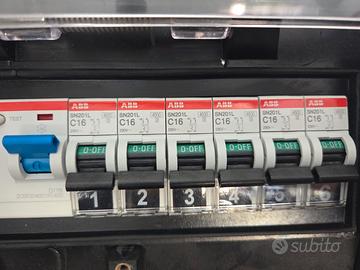 TEST
ABB ABB ABB ABB ABB ABB
SN201L SN201L SN201L SN201L SN201L SN201L
C16 C16 C16 C16 C16 C16
0-OFF 0-OFF 0-OFF 0-OFF 0-OFF 0-OFF
1 2 3 4 5 6
subito